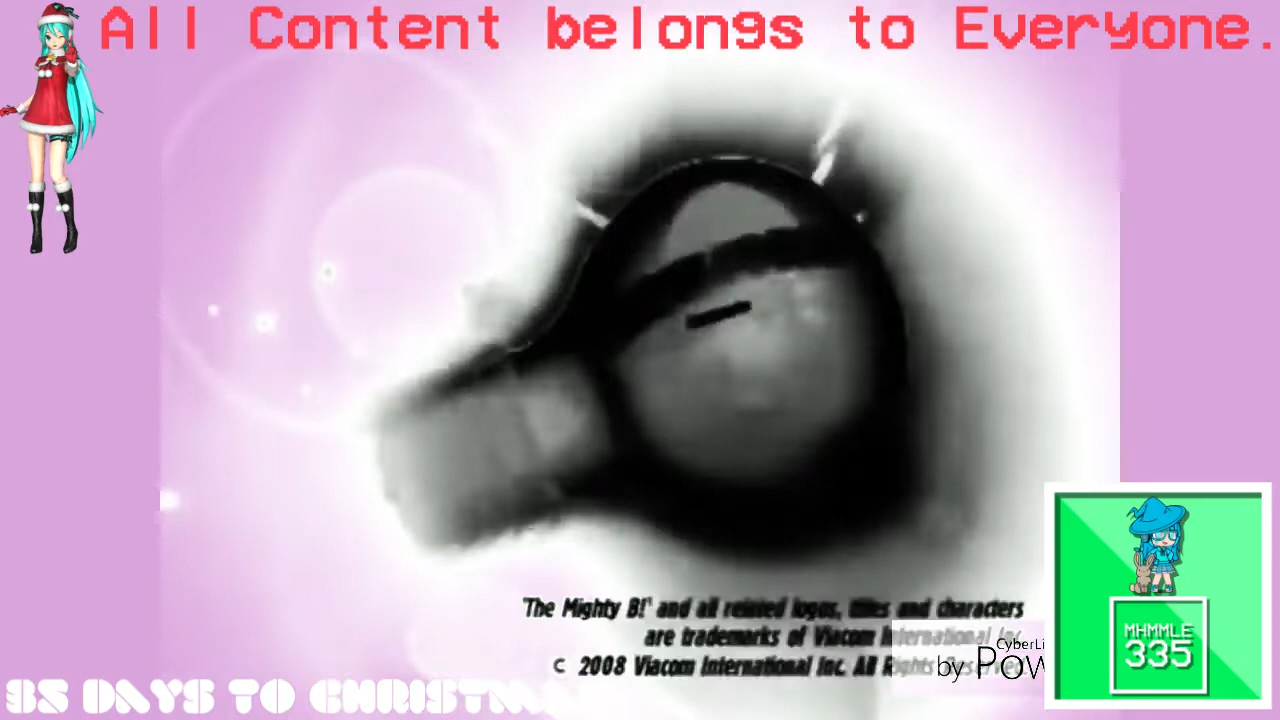 All Content belongs to Everyone.
'The Mighty B!' and all related logos, titles and characters
are trademarks of Viacom International Inc.
© 2008 Viacom International Inc. All Rights Reserved
CyberLi
by POW
MHMMLE
335
DAYS TO